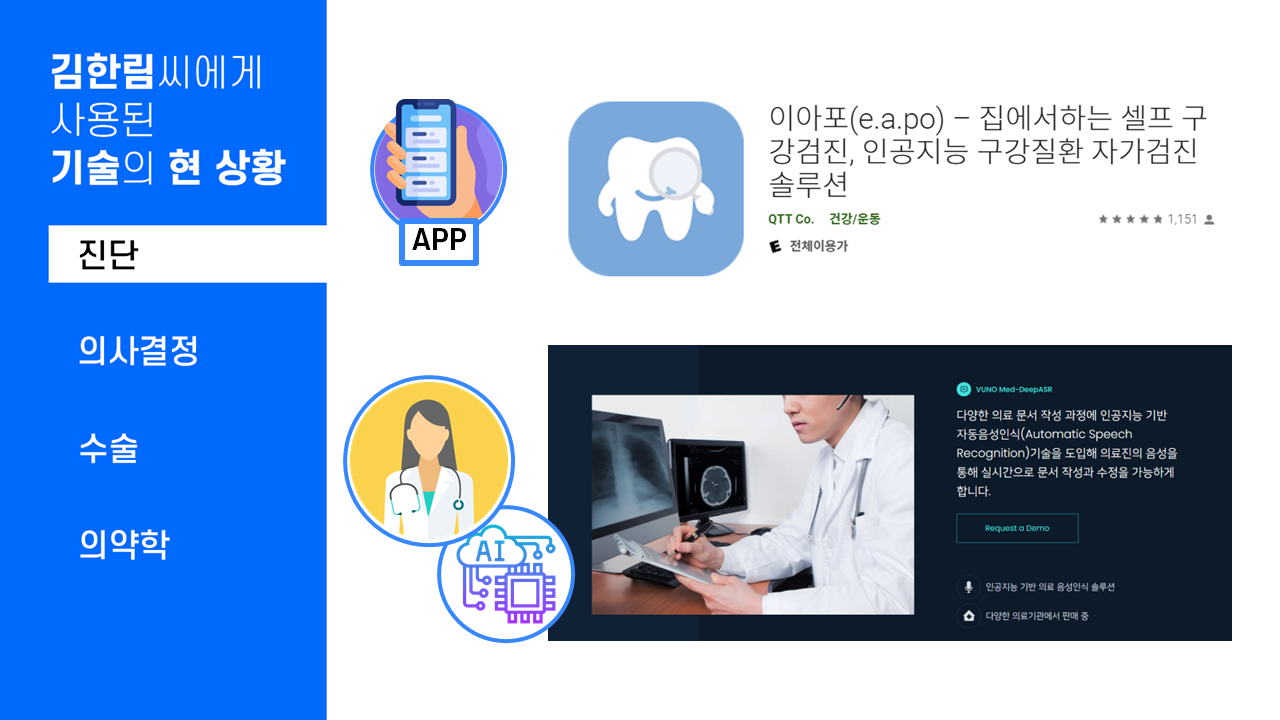 김한림씨에게
사용된
기술의 현 상황
진단
의사결정
수술
의약학
APP
이아포(e.a.po) – 집에서하는 셀프 구
강검진, 인공지능 구강질환 자가검진
솔루션
QTT Co. 건강/운동
1,151
전체이용가
AI
VUNO Med-DeepASR
다양한 의료 문서 작성 과정에 인공지능 기반
자동음성인식(Automatic Speech
Recognition)기술을 도입해 의료진의 음성을
통해 실시간으로 문서 작성과 수정을 가능하게
합니다.
Request a Demo
인공지능 기반 의료 음성인식 솔루션
다양한 의료기관에서 판매 중